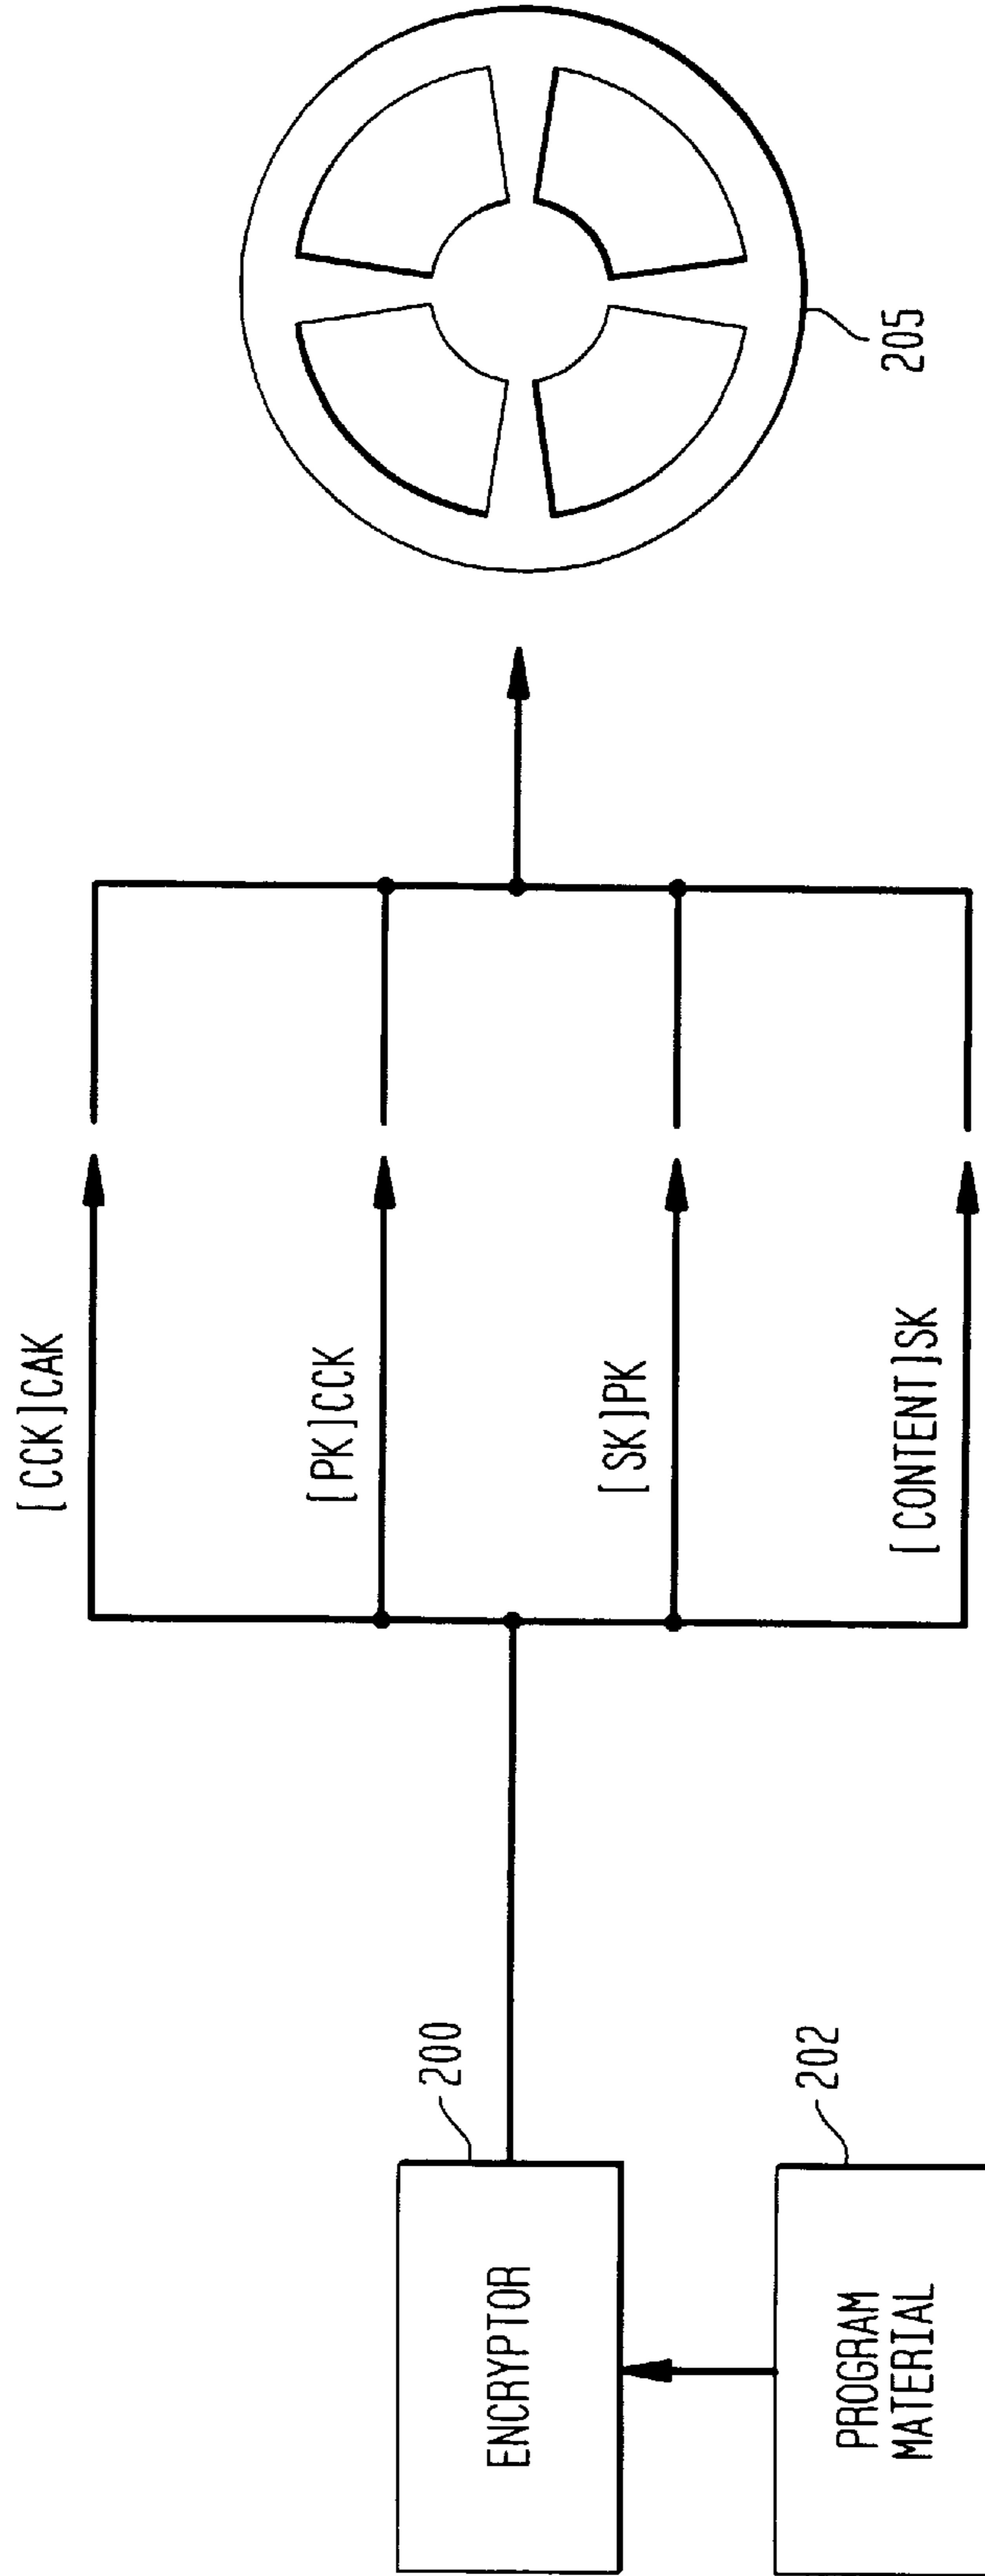 [CCK]CAK
[PK]CCK
[SK]PK
[CONTENT]SK
200
ENCRYPTOR
202
PROGRAM
MATERIAL
205